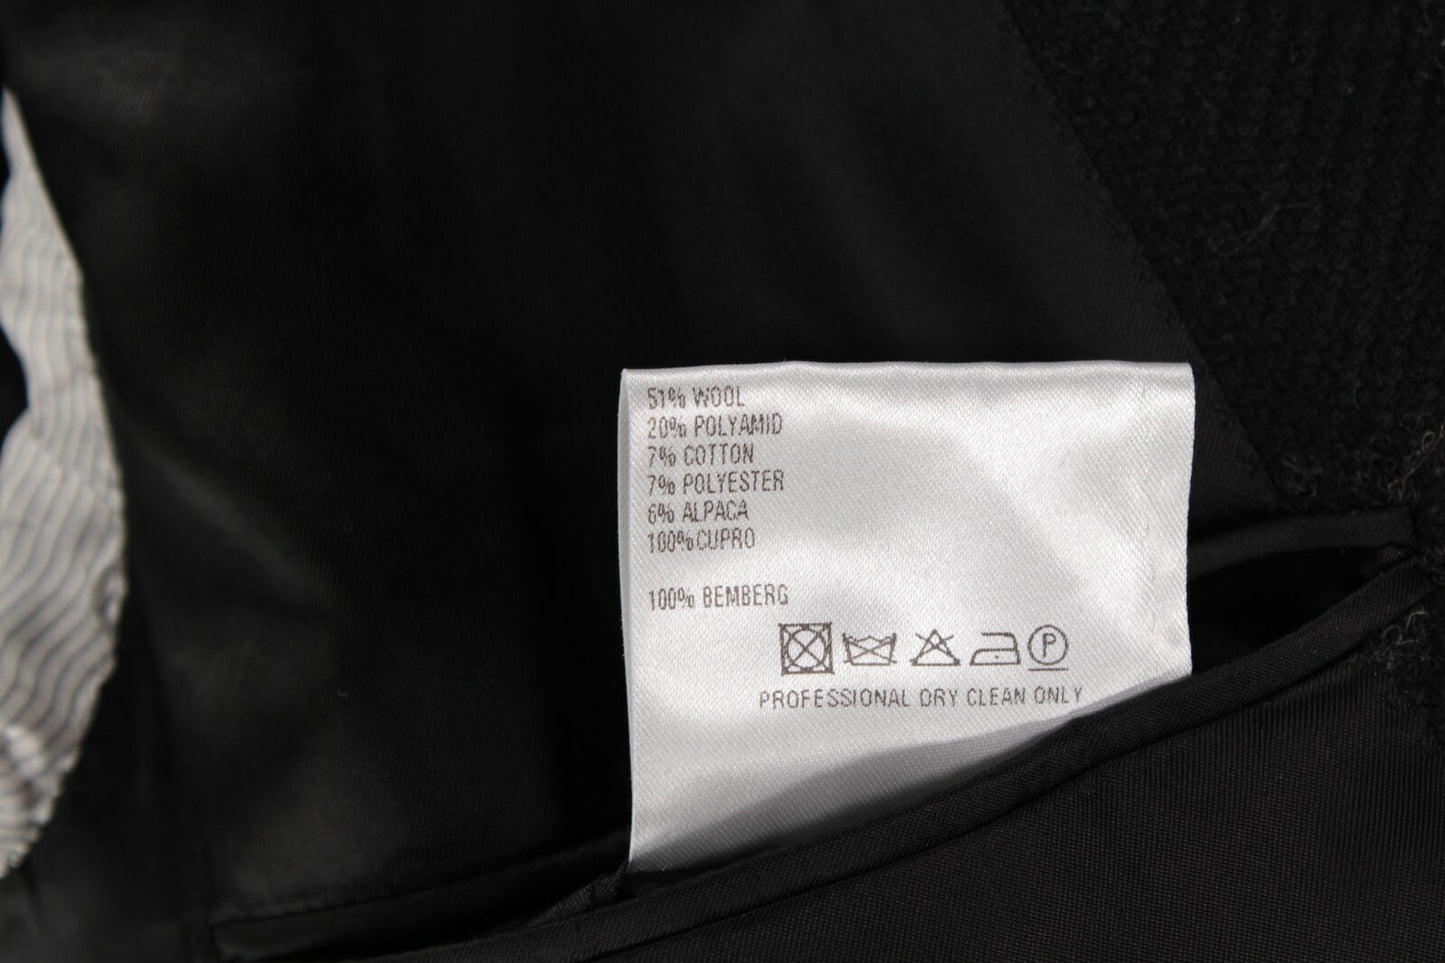 51% WOOL
20% POLYAMID
7% COTTON
7% POLYESTER
6% ALPACA
100%CUPRO
100% BEMBERG
P
PROFESSIONAL DRY CLEAN ONLY